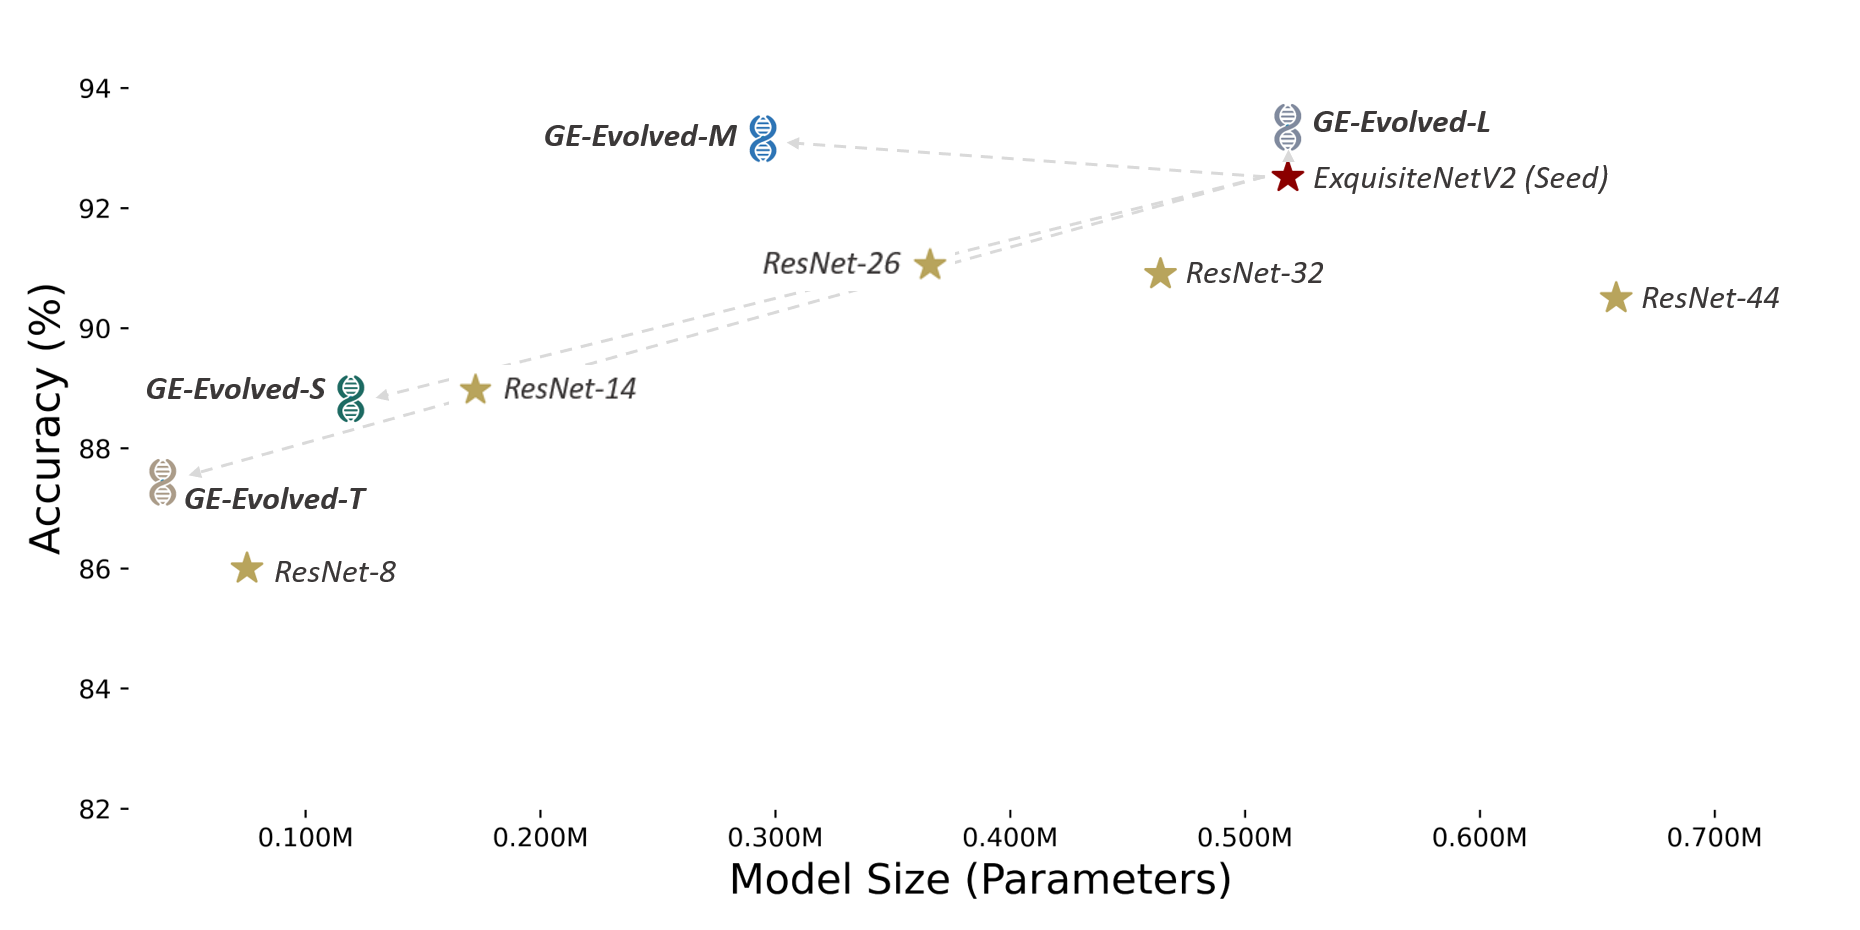 94
GE-Evolved-M
GE-Evolved-L
ExquisiteNetV2 (Seed)
92
ResNet-26
ResNet-32
ResNet-44
90
GE-Evolved-S
ResNet-14
88
GE-Evolved-T
86
ResNet-8
84
82
Accuracy (%)
0.100M 0.200M 0.300M 0.400M 0.500M 0.600M 0.700M
Model Size (Parameters)